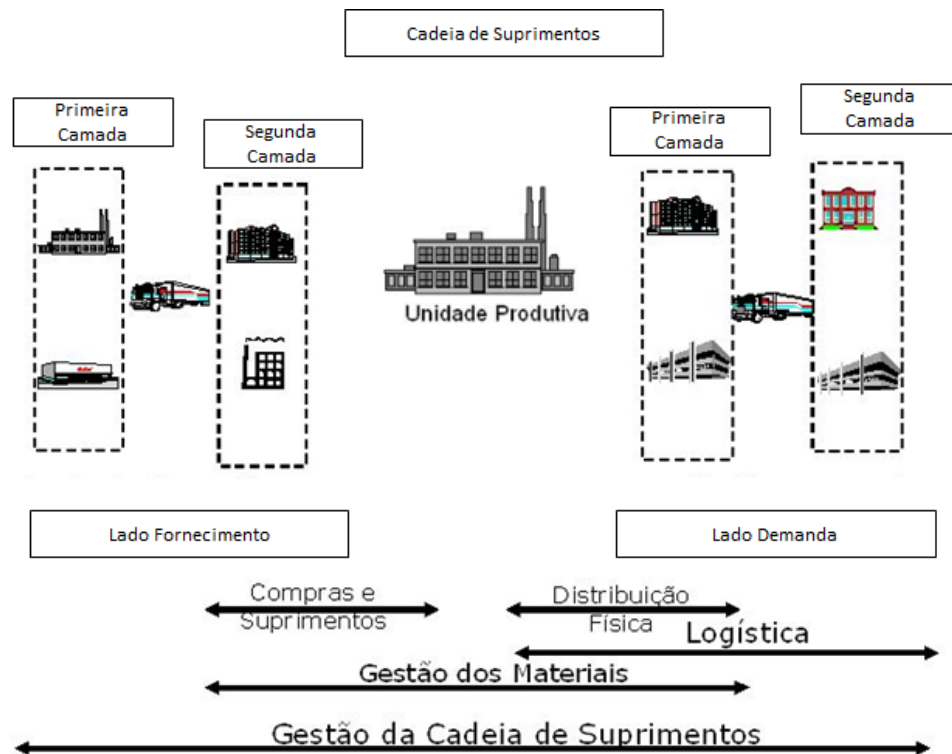 Cadeia de Suprimentos
Primeira
Camada
Segunda
Camada
Primeira
Camada
Segunda
Camada
Unidade Produtiva
Lado Fornecimento
Lado Demanda
Compras e
Suprimentos
Distribuição
Física
Logística
Gestão dos Materiais
Gestão da Cadeia de Suprimentos